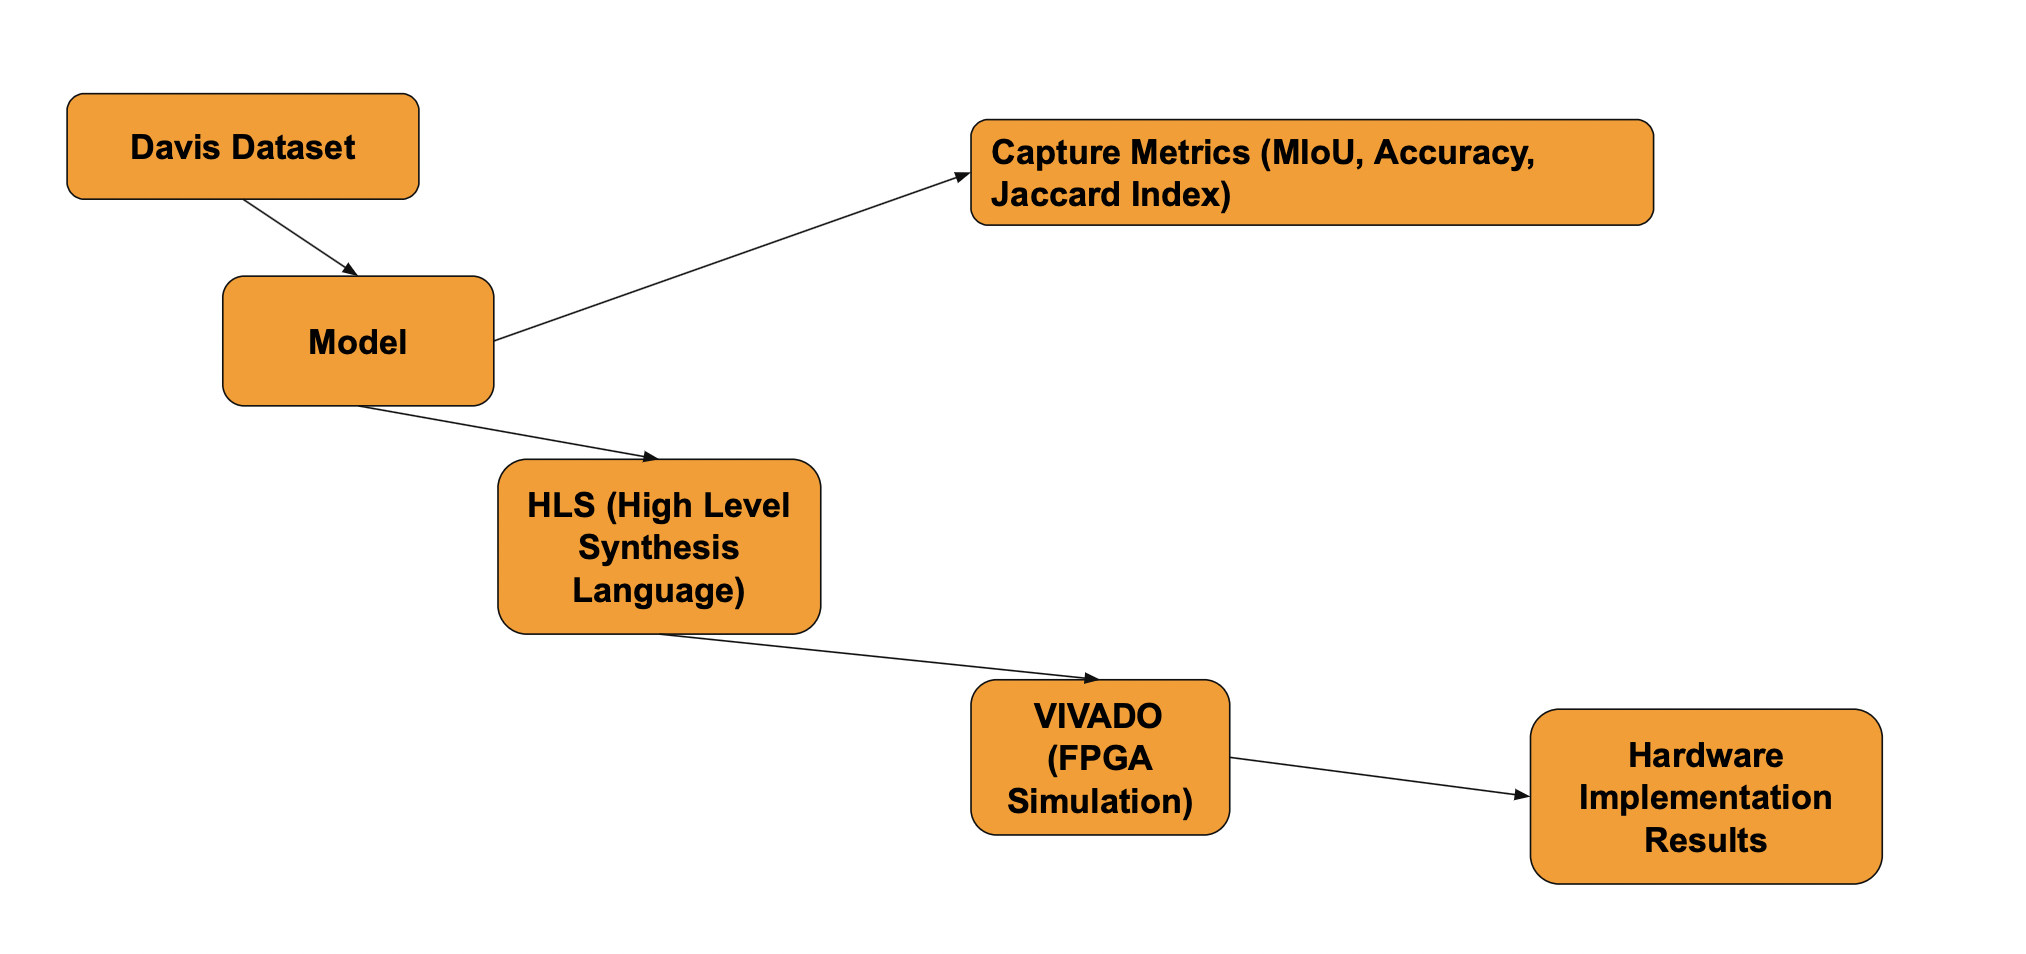 Davis Dataset
Capture Metrics (MIoU, Accuracy,
Jaccard Index)
Model
HLS (High Level
Synthesis
Language)
VIVADO
(FPGA
Simulation)
Hardware
Implementation
Results